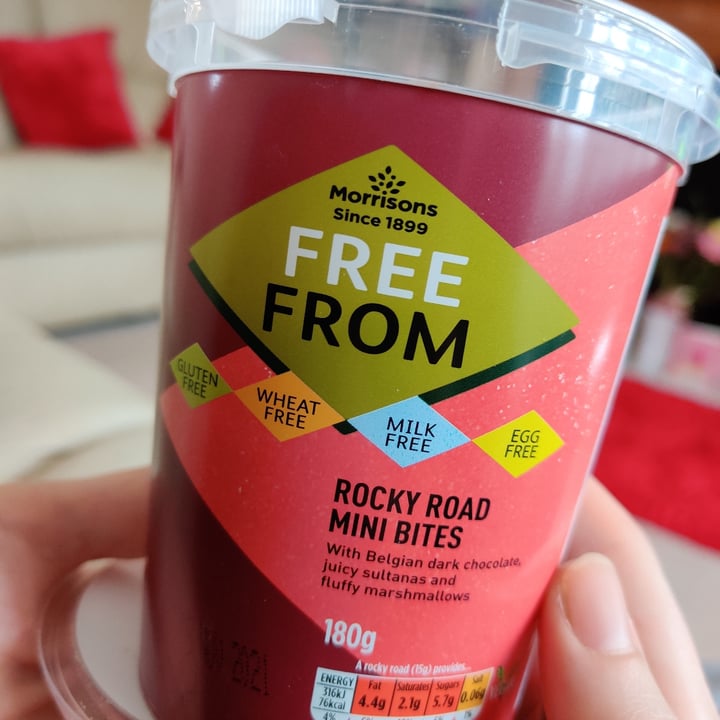 Morrisons
Since 1899
FREE
FROM
GLUTEN
FREE
WHEAT
FREE
MILK
FREE
EGG
FREE
ROCKY ROAD
MINI BITES
With Belgian dark chocolate,
juicy sultanas and
fluffy marshmallows
180g
2021
A rocky road (15g) provides...
ENERGY
316kJ
76kcal
4%
Fat
4.4g
Saturates
2.1g
Sugars
5.7g
Salt
0.06g